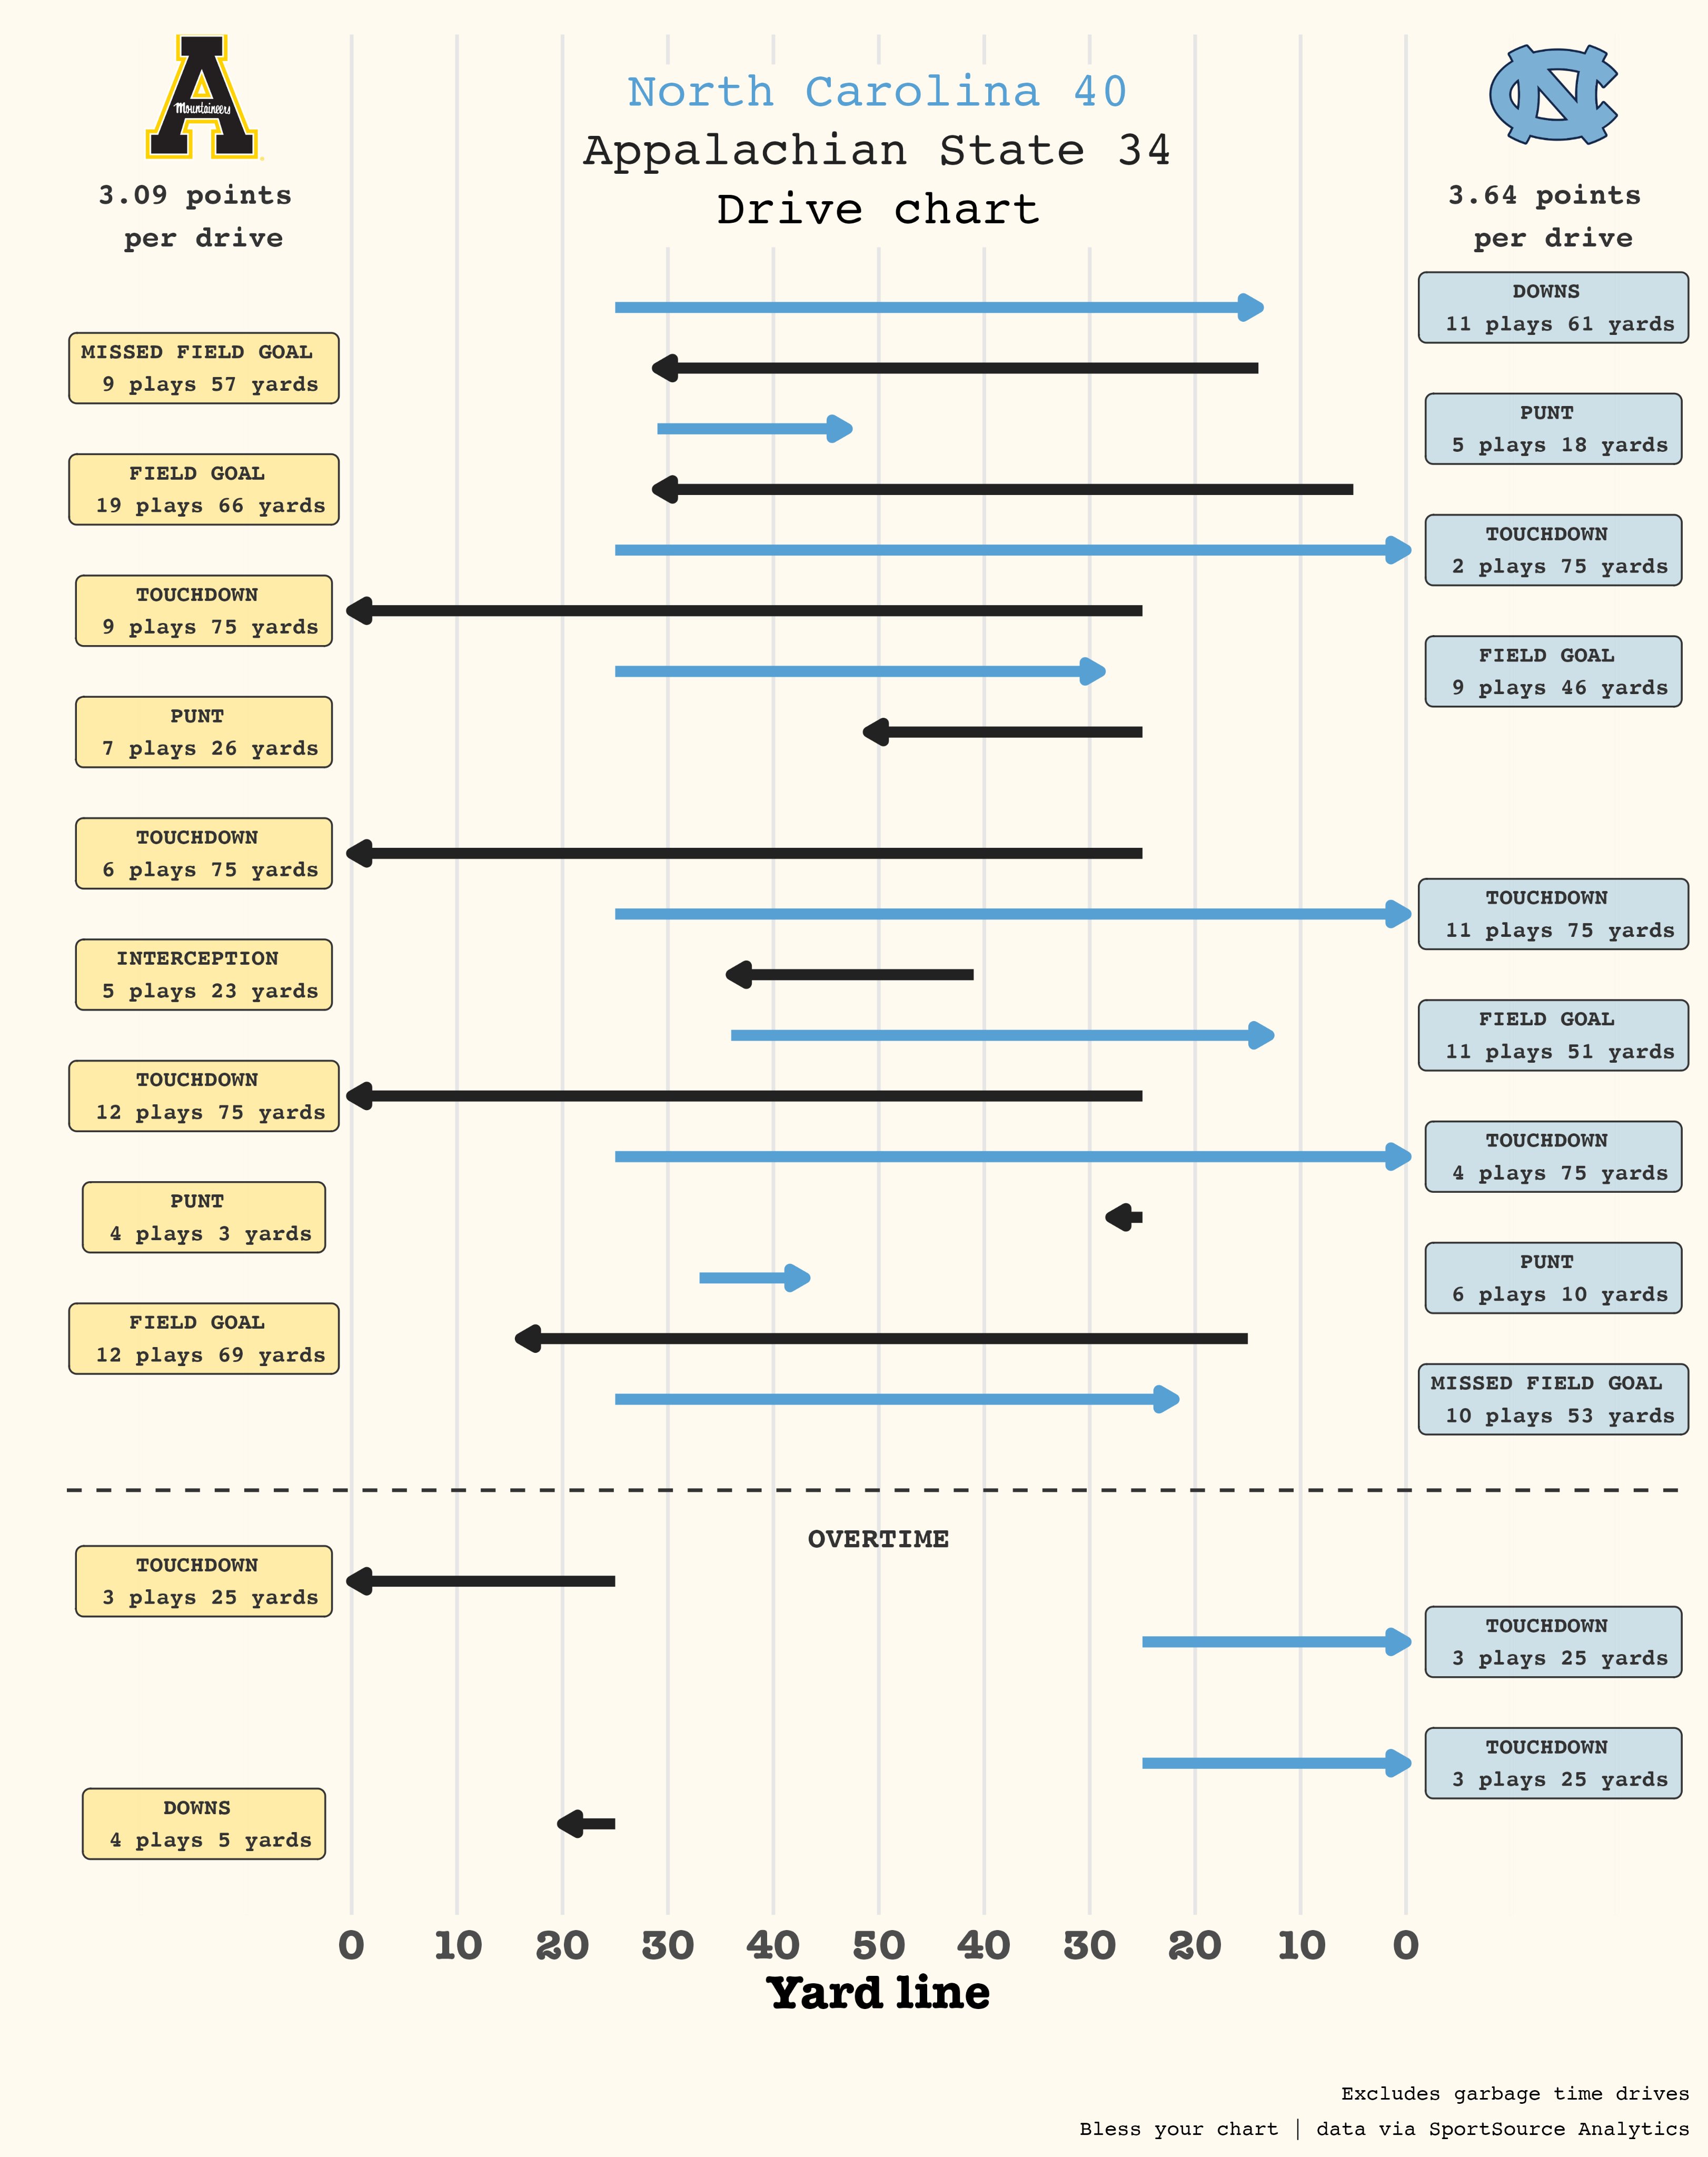 Mountaineers
North Carolina 40
Appalachian State 34
Drive chart
3.09 points
per drive
3.64 points
per drive
DOWNS
11 plays 61 yards
MISSED FIELD GOAL
9 plays 57 yards
PUNT
5 plays 18 yards
FIELD GOAL
19 plays 66 yards
TOUCHDOWN
2 plays 75 yards
TOUCHDOWN
9 plays 75 yards
FIELD GOAL
9 plays 46 yards
PUNT
7 plays 26 yards
TOUCHDOWN
6 plays 75 yards
TOUCHDOWN
11 plays 75 yards
INTERCEPTION
5 plays 23 yards
FIELD GOAL
11 plays 51 yards
TOUCHDOWN
12 plays 75 yards
TOUCHDOWN
4 plays 75 yards
PUNT
4 plays 3 yards
PUNT
6 plays 10 yards
FIELD GOAL
12 plays 69 yards
MISSED FIELD GOAL
10 plays 53 yards
OVERTIME
TOUCHDOWN
3 plays 25 yards
TOUCHDOWN
3 plays 25 yards
TOUCHDOWN
3 plays 25 yards
DOWNS
4 plays 5 yards
0 10 20 30 40 50 40 30 20 10 0
Yard line
Excludes garbage time drives
Bless your chart | data via SportSource Analytics